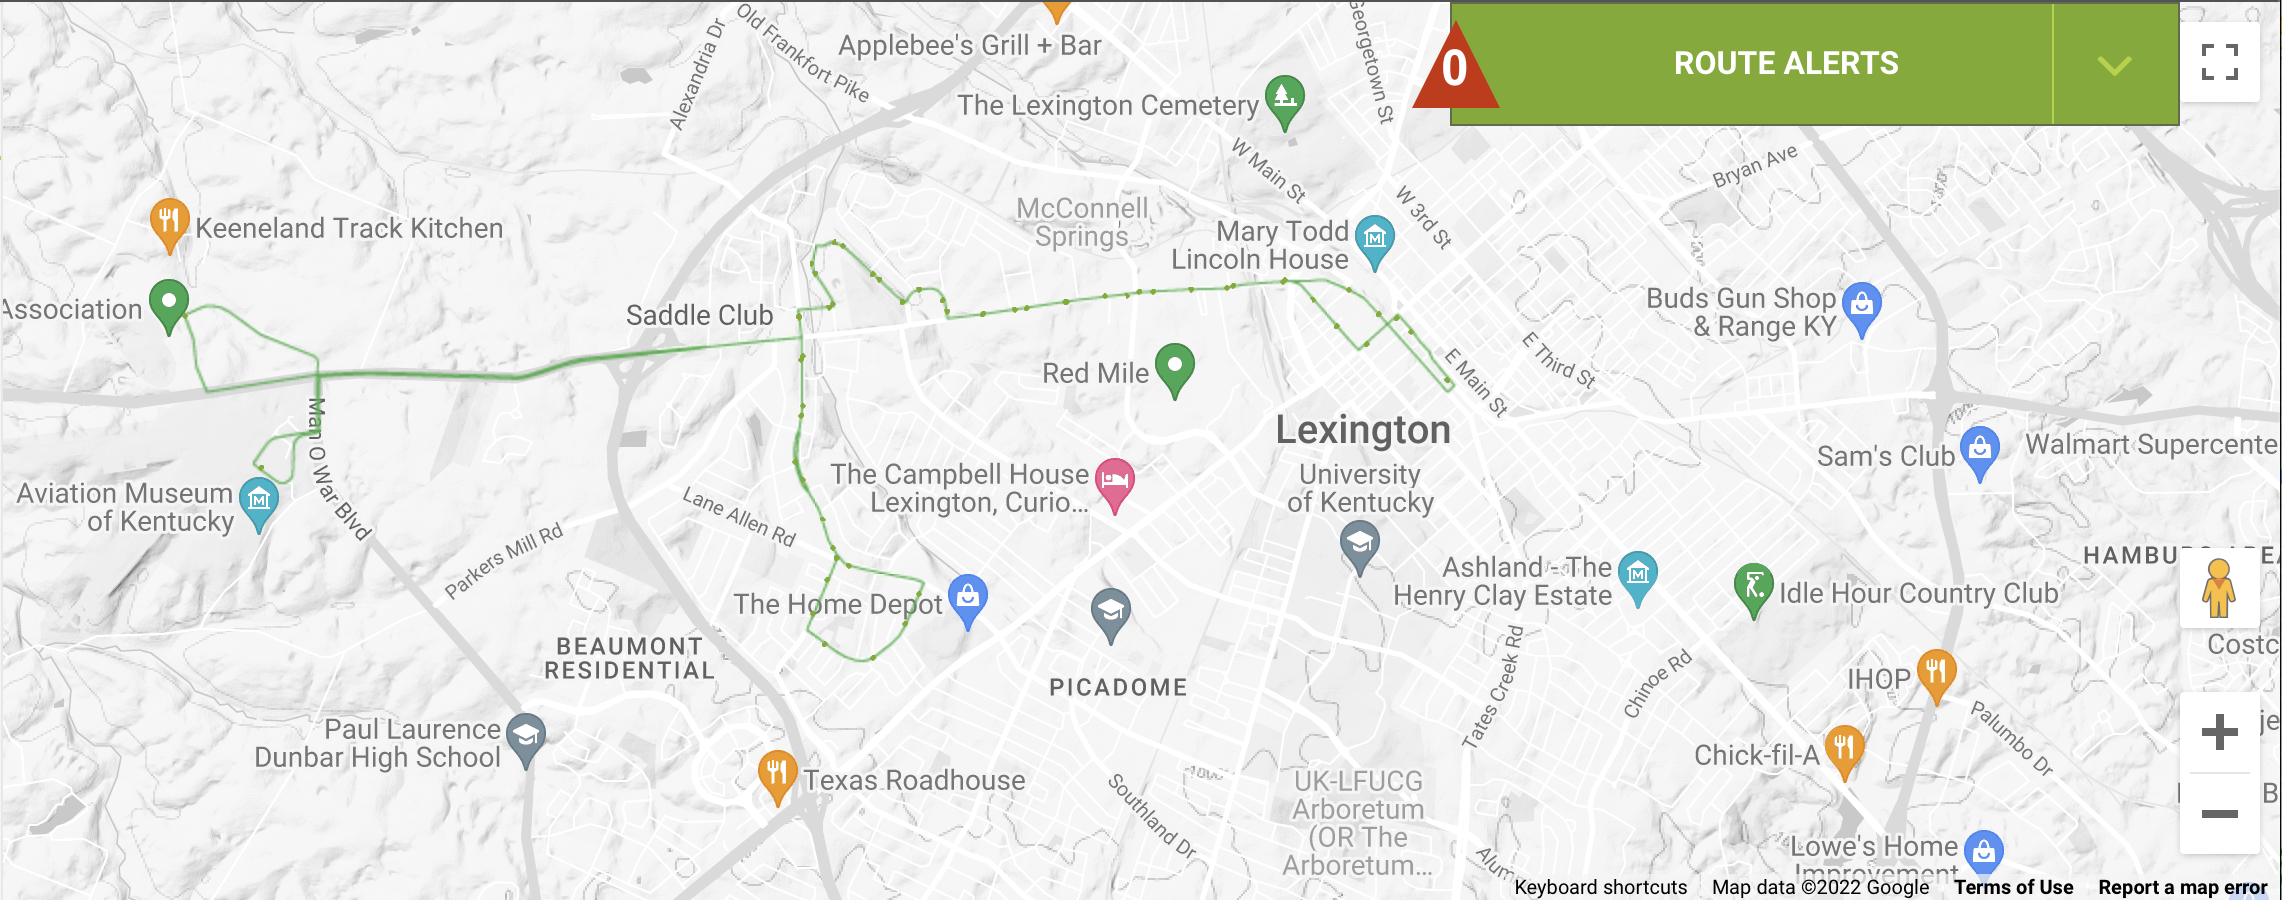 Old Frankfort Pike
Alexandria Dr
Applebee's Grill + Bar
Georgetown St
0
ROUTE ALERTS
The Lexington Cemetery
W Main St
Bryan Ave
W 3rd St
McConnell
Springs
Keeneland Track Kitchen
Mary Todd
Lincoln House
Association
Saddle Club
Buds Gun Shop
& Range KY
E Third St
E Main St
Red Mile
Man O War Blvd
Lexington
Sam's Club
Walmart Supercente
The Campbell House
Lexington, Curio...
University
of Kentucky
Aviation Museum
of Kentucky
Lane Allen Rd
Parkers Mill Rd
Ashland - The
Henry Clay Estate
Idle Hour Country Club
The Home Depot
Costc
BEAUMONT
RESIDENTIAL
PICADOME
Tates Creek Rd
Chinoe Rd
IHOP
Palumbo Dr
Paul Laurence
Dunbar High School
Chick-fil-A
Texas Roadhouse
Southland Dr
UK-LFUCG
Arboretum
(OR The
Arboretum...
Lowe's Home
Improvement
Keyboard shortcuts
Map data ©2022 Google
Terms of Use
Report a map error